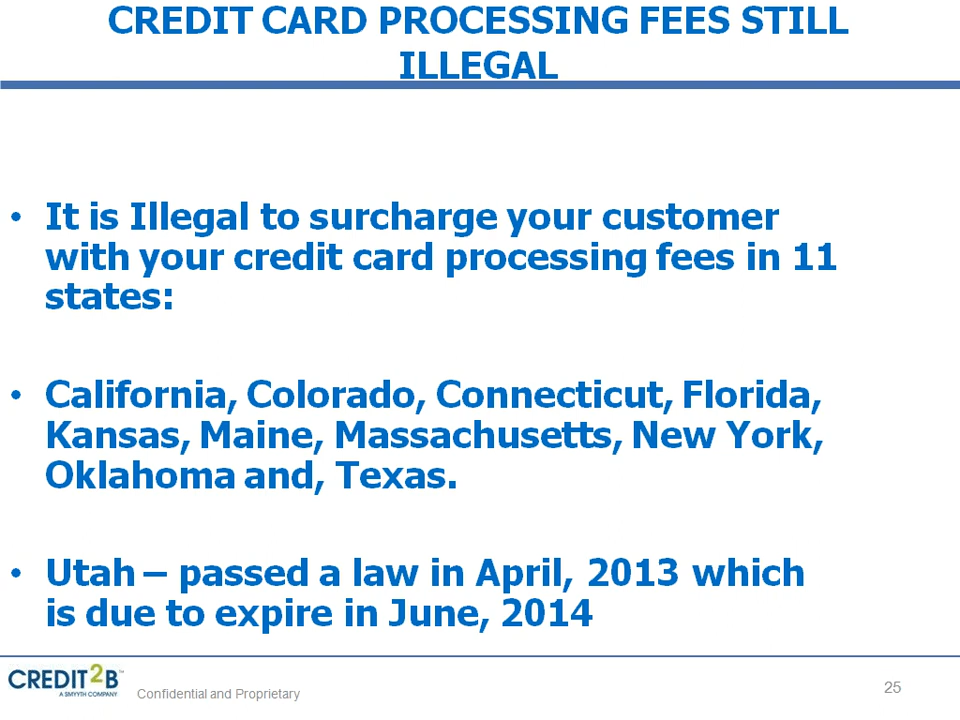 CREDIT CARD PROCESSING FEES STILL
ILLEGAL
• It is Illegal to surcharge your customer
with your credit card processing fees in 11
states:
• California, Colorado, Connecticut, Florida,
Kansas, Maine, Massachusetts, New York,
Oklahoma and, Texas.
• Utah – passed a law in April, 2013 which
is due to expire in June, 2014
CREDIT2B™
A SMYYTH COMPANY
Confidential and Proprietary
25